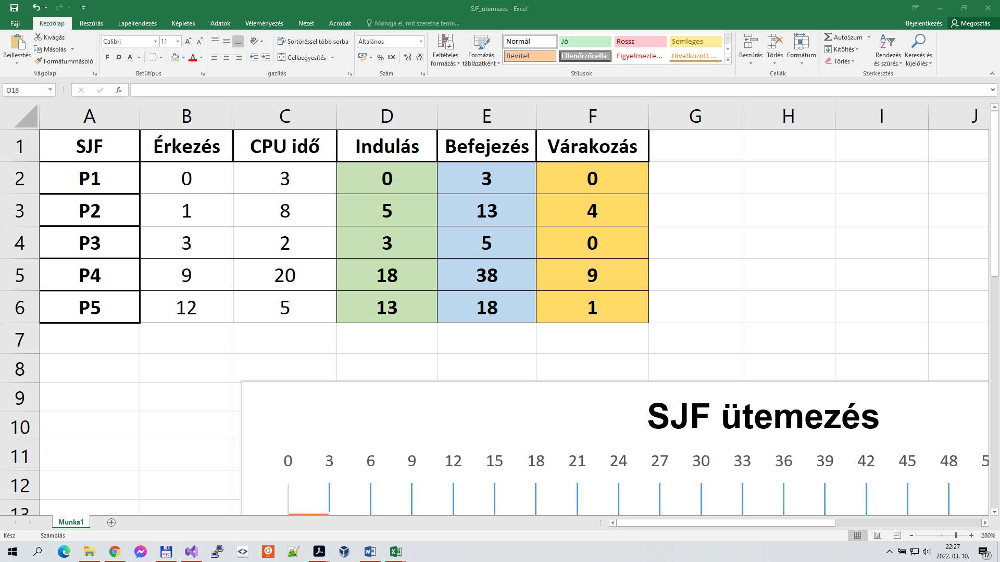 SJF_utemezes - Excel
Fájl Kezdőlap Beszúrás Lapelrendezés Képletek Adatok Véleményezés Nézet Acrobat Mondja el, mit szeretne tenni... Bejelentkezés Megosztás
Beillesztés
Kivágás
Másolás
Formátummásoló
Vágólap
Calibri 11
F D A
Betűtípus
Sortöréssel több sorba
Cellaegyesítés
Igazítás
Általános
% 000
Szám
Feltételes formázás
Formázás táblázatként
Normál Jó Rossz Semleges
Bevitel Ellenőrzőcella Figyelmezte... Hivatkozott ...
Stílusok
Beszúrás Törlés Formátum
Cellák
AutoSzum
Kitöltés
Törlés
Rendezés és szűrés
Keresés és kijelölés
Szerkesztés
O18 fx
A B C D E F G H I J
1 SJF Érkezés CPU idő Indulás Befejezés Várakozás
2 P1 0 3 0 3 0
3 P2 1 8 5 13 4
4 P3 3 2 3 5 0
5 P4 9 20 18 38 9
6 P5 12 5 13 18 1
7
8
9
10
11
12
13
SJF ütemezés
0 3 6 9 12 15 18 21 24 27 30 33 36 39 42 45 48
Munka1
Kész Számolás 280%
22:27
2022. 03. 10.
17